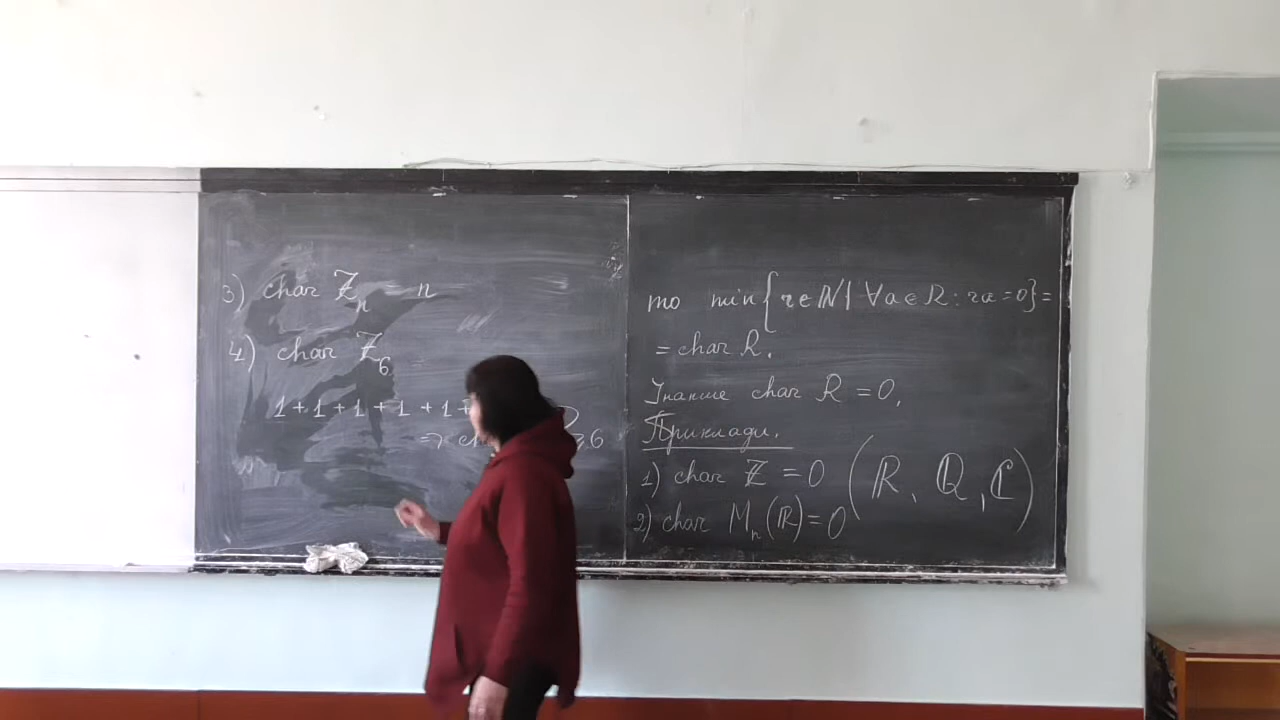 3) char ℤₙ = n
4) char ℤ₆
1+1+1+1+1+
=> ch 6
то min{r∈ℕ| ∀a∈R: ra=0}=
= char R.
Інакше char R = 0.
Приклади.
1) char ℤ = 0 (ℝ, ℚ, ℂ)
2) char Mₙ(ℝ)=0